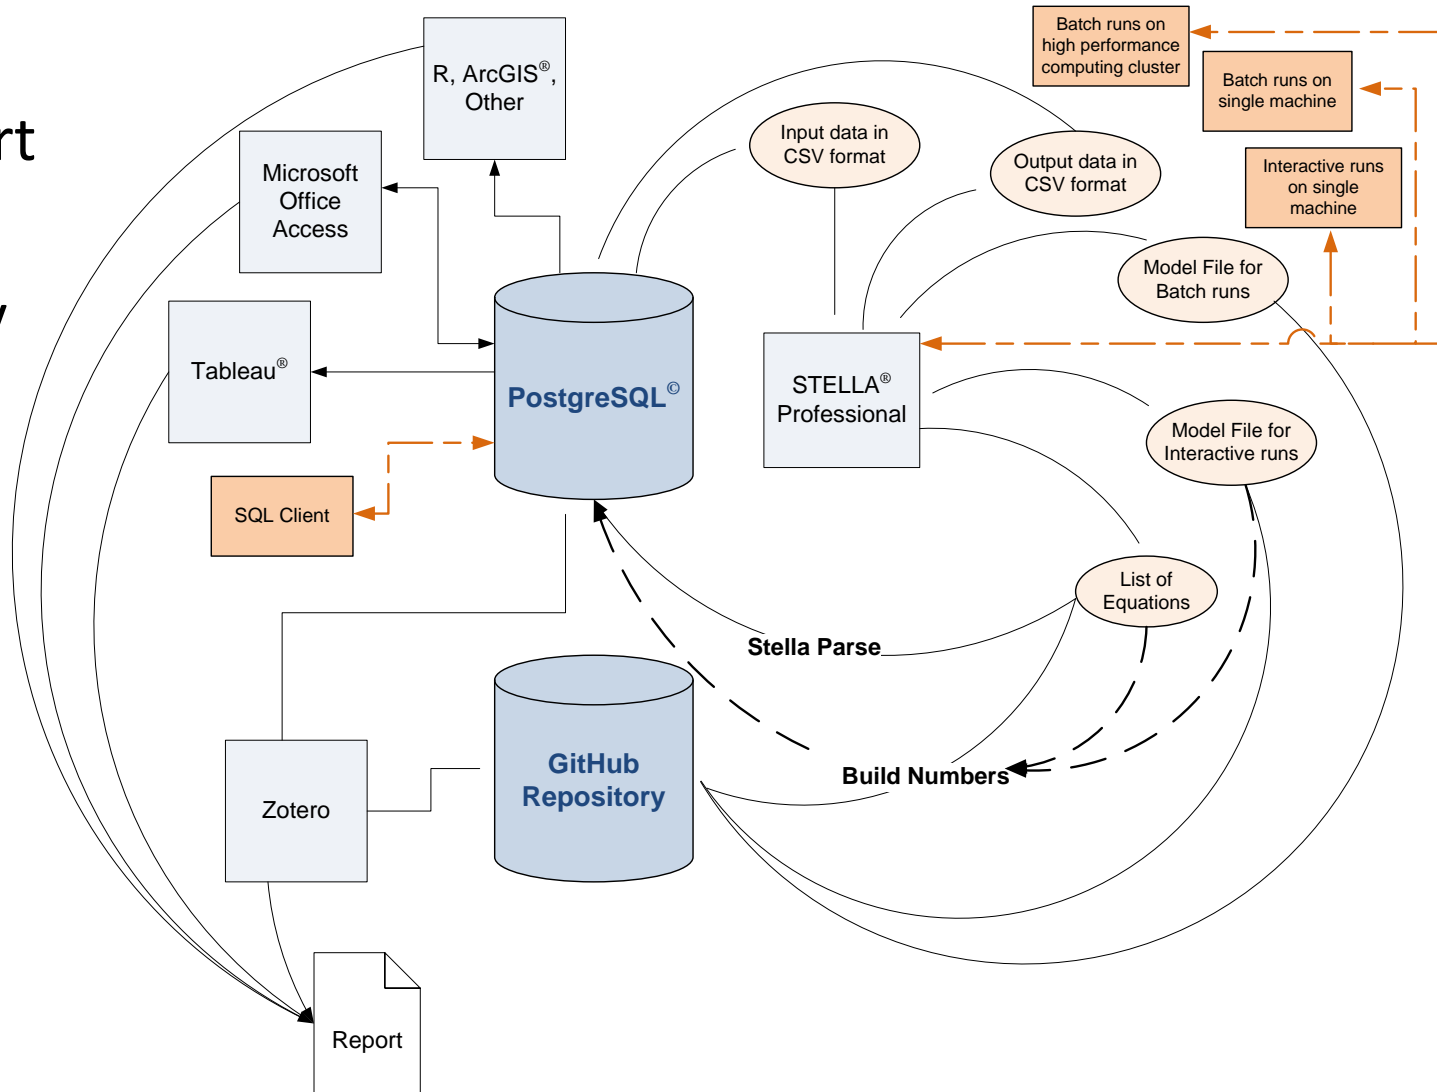 rt
y
R, ArcGIS®,
Other
Microsoft
Office
Access
Tableau®
SQL Client
PostgreSQL©
Input data in
CSV format
Output data in
CSV format
Batch runs on
high performance
computing cluster
Batch runs on
single machine
Interactive runs
on single
machine
Model File for
Batch runs
STELLA®
Professional
Model File for
Interactive runs
List of
Equations
Stella Parse
Build Numbers
GitHub
Repository
Zotero
Report